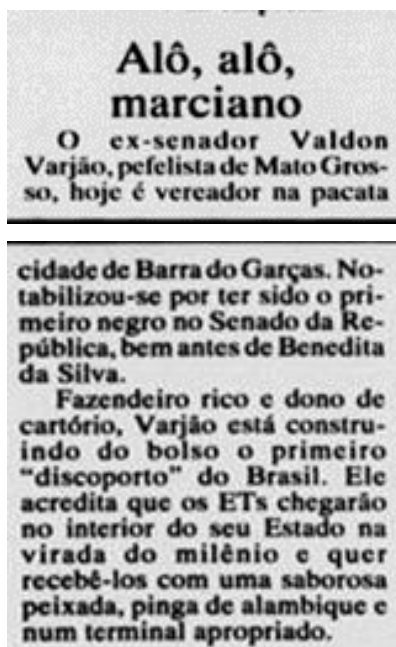 Alô, alô,
marciano
O ex-senador Valdon
Varjão, pefelista de Mato Gros-
so, hoje é vereador na pacata
cidade de Barra do Garças. No-
tabilizou-se por ter sido o pri-
meiro negro no Senado da Re-
pública, bem antes de Benedita
da Silva.
Fazendeiro rico e dono de
cartório, Varjão está constru-
indo do bolso o primeiro
"discoporto" do Brasil. Ele
acredita que os ETs chegarão
no interior do seu Estado na
virada do milênio e quer
recebê-los com uma saborosa
peixada, pinga de alambique e
num terminal apropriado.